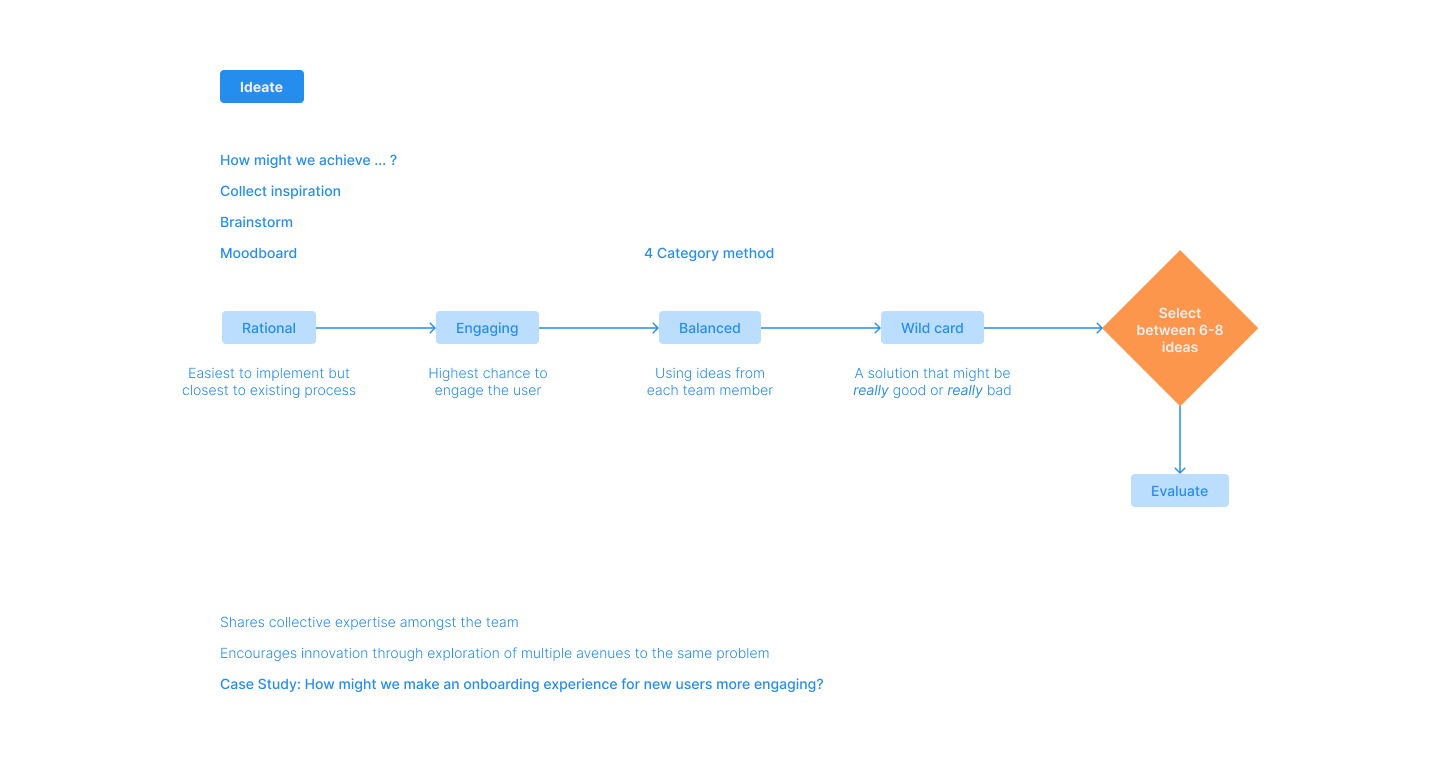 Ideate
How might we achieve ... ?
Collect inspiration
Brainstorm
Moodboard
4 Category method
Rational
Engaging
Balanced
Wild card
Select
between 6-8
ideas
Easiest to implement but
closest to existing process
Highest chance to
engage the user
Using ideas from
each team member
A solution that might be
really good or really bad
Evaluate
Shares collective expertise amongst the team
Encourages innovation through exploration of multiple avenues to the same problem
Case Study: How might we make an onboarding experience for new users more engaging?